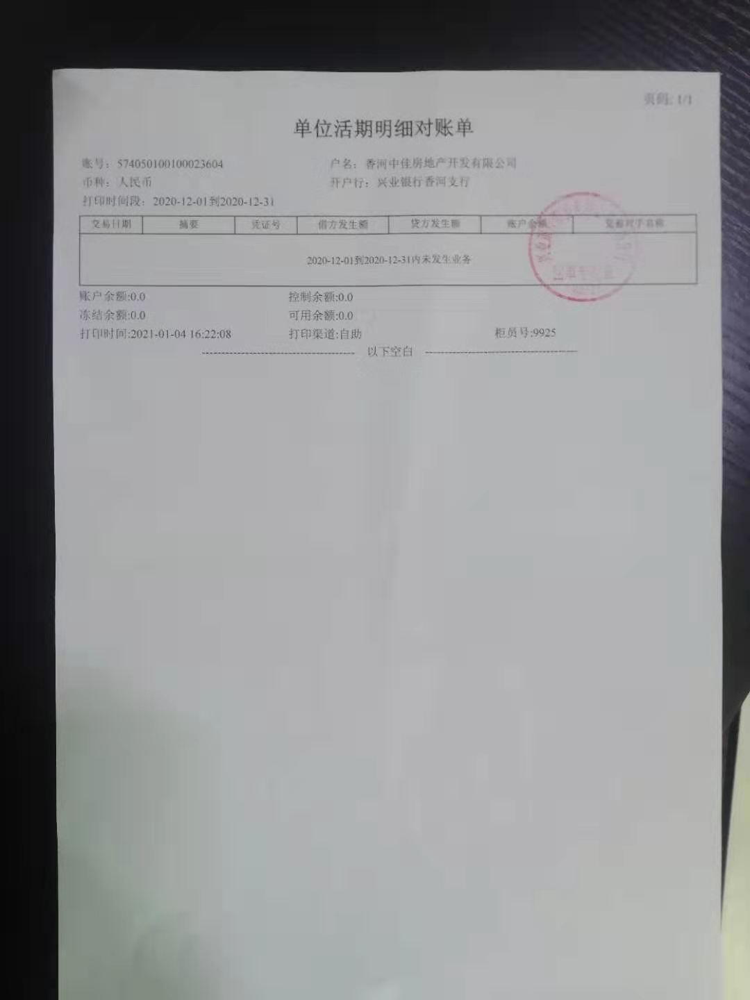 页码: 1/1
单位活期明细对账单
账号: 574050100100023604 户名: 香河中佳房地产开发有限公司
币种: 人民币 开户行: 兴业银行香河支行
打印时间段: 2020-12-01到2020-12-31
交易日期 摘要 凭证号 借方发生额 贷方发生额 账户余额 交易对手名称
2020-12-01到2020-12-31内未发生业务
账户余额:0.0 控制余额:0.0
冻结余额:0.0 可用余额:0.0
打印时间:2021-01-04 16:22:08 打印渠道:自助 柜员号:9925
以下空白